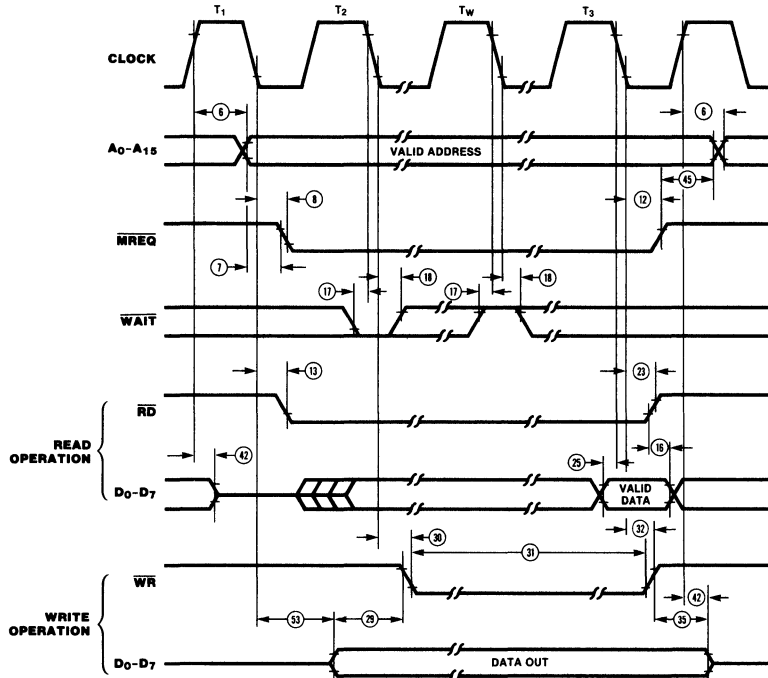 T1 T2 TW T3
CLOCK
6 6
A0–A15 VALID ADDRESS
45
8 12
MREQ
7
17 18 17 18
WAIT
13 23
RD
READ OPERATION
42 25 16
D0–D7 VALID DATA
30 31 32
WR
42
WRITE OPERATION
53 29 35
D0–D7 DATA OUT